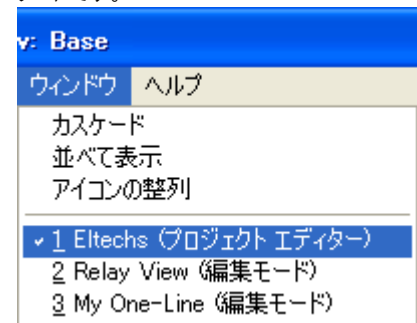 v: Base
ウィンドウ ヘルプ
カスケード
並べて表示
アイコンの整列
✓ 1 Eltechs (プロジェクト エディター)
2 Relay View (編集モード)
3 My One-Line (編集モード)